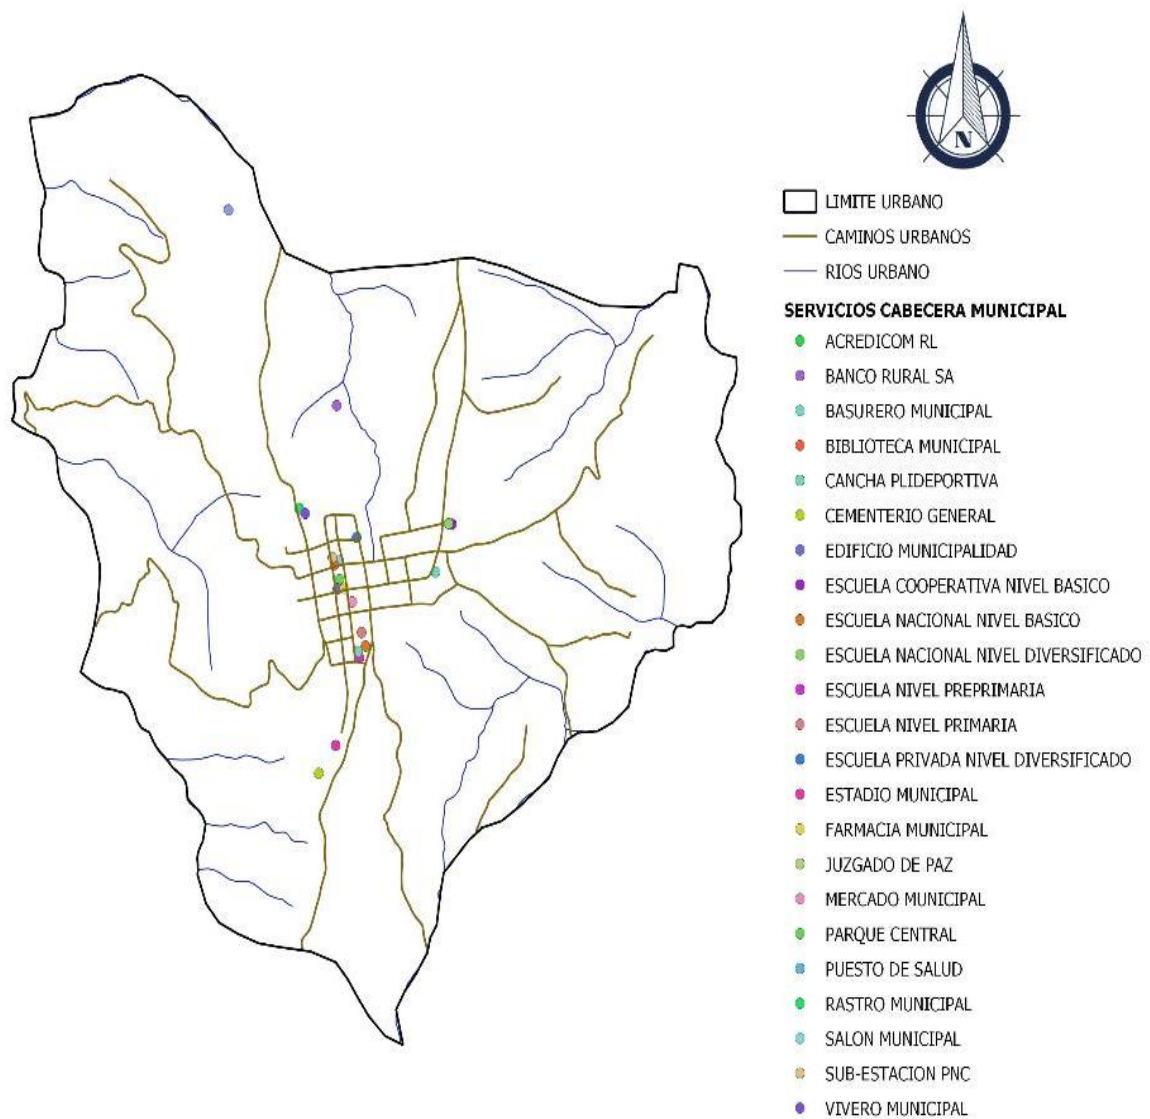 N
LIMITE URBANO
CAMINOS URBANOS
RIOS URBANO
SERVICIOS CABECERA MUNICIPAL
ACREDICOM RL
BANCO RURAL SA
BASURERO MUNICIPAL
BIBLIOTECA MUNICIPAL
CANCHA PLIDEPORTIVA
CEMENTERIO GENERAL
EDIFICIO MUNICIPALIDAD
ESCUELA COOPERATIVA NIVEL BASICO
ESCUELA NACIONAL NIVEL BASICO
ESCUELA NACIONAL NIVEL DIVERSIFICADO
ESCUELA NIVEL PREPRIMARIA
ESCUELA NIVEL PRIMARIA
ESCUELA PRIVADA NIVEL DIVERSIFICADO
ESTADIO MUNICIPAL
FARMACIA MUNICIPAL
JUZGADO DE PAZ
MERCADO MUNICIPAL
PARQUE CENTRAL
PUESTO DE SALUD
RASTRO MUNICIPAL
SALON MUNICIPAL
SUB-ESTACION PNC
VIVERO MUNICIPAL